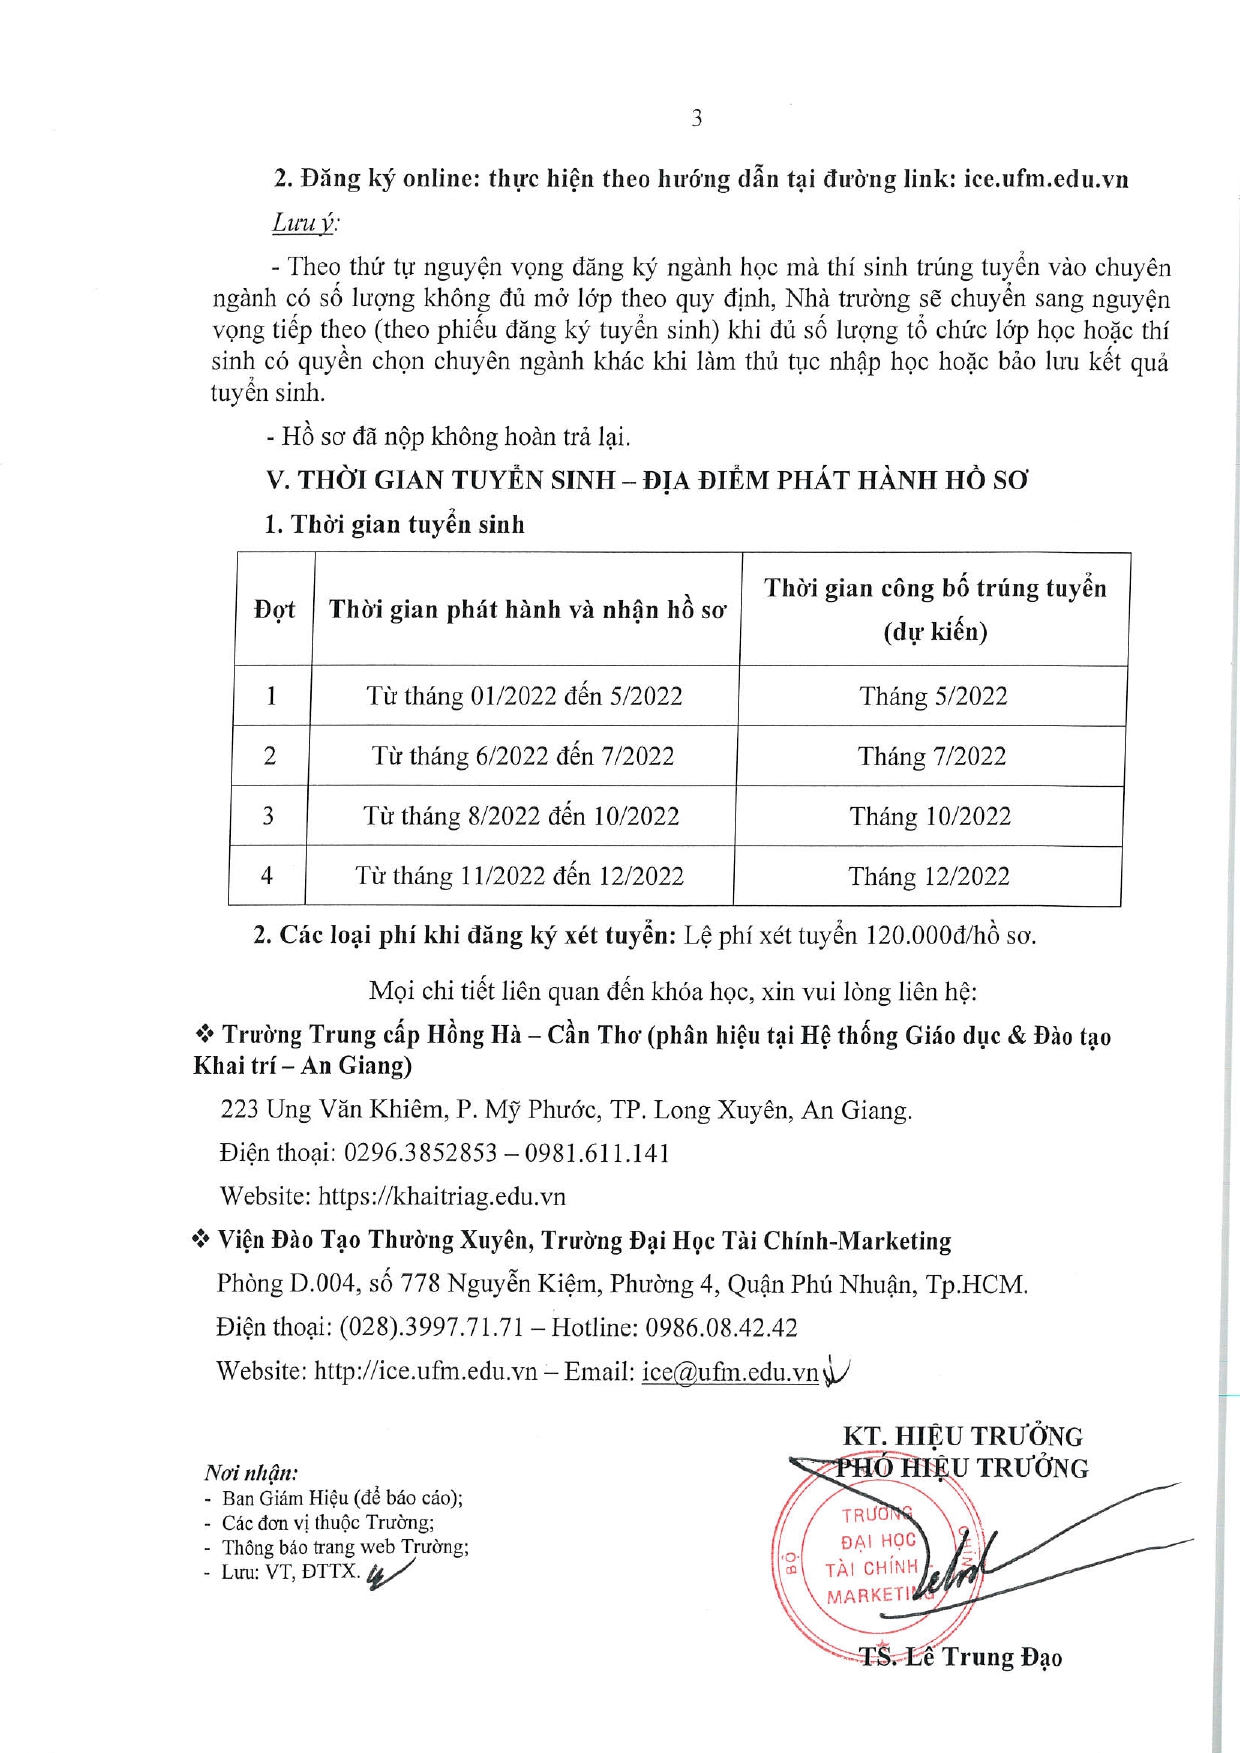 3
2. Đăng ký online: thực hiện theo hướng dẫn tại đường link: ice.ufm.edu.vn
Lưu ý:
- Theo thứ tự nguyện vọng đăng ký ngành học mà thí sinh trúng tuyển vào chuyên
ngành có số lượng không đủ mở lớp theo quy định, Nhà trường sẽ chuyển sang nguyện
vọng tiếp theo (theo phiếu đăng ký tuyển sinh) khi đủ số lượng tổ chức lớp học hoặc thí
sinh có quyền chọn chuyên ngành khác khi làm thủ tục nhập học hoặc bảo lưu kết quả
tuyển sinh.
- Hồ sơ đã nộp không hoàn trả lại.
V. THỜI GIAN TUYỂN SINH – ĐỊA ĐIỂM PHÁT HÀNH HỒ SƠ
1. Thời gian tuyển sinh
Đợt Thời gian phát hành và nhận hồ sơ Thời gian công bố trúng tuyển
(dự kiến)
1 Từ tháng 01/2022 đến 5/2022 Tháng 5/2022
2 Từ tháng 6/2022 đến 7/2022 Tháng 7/2022
3 Từ tháng 8/2022 đến 10/2022 Tháng 10/2022
4 Từ tháng 11/2022 đến 12/2022 Tháng 12/2022
2. Các loại phí khi đăng ký xét tuyển: Lệ phí xét tuyển 120.000đ/hồ sơ.
Mọi chi tiết liên quan đến khóa học, xin vui lòng liên hệ:
❖ Trường Trung cấp Hồng Hà – Cần Thơ (phân hiệu tại Hệ thống Giáo dục & Đào tạo
Khai trí – An Giang)
223 Ung Văn Khiêm, P. Mỹ Phước, TP. Long Xuyên, An Giang.
Điện thoại: 0296.3852853 – 0981.611.141
Website: https://khaitriag.edu.vn
❖ Viện Đào Tạo Thường Xuyên, Trường Đại Học Tài Chính-Marketing
Phòng D.004, số 778 Nguyễn Kiệm, Phường 4, Quận Phú Nhuận, Tp.HCM.
Điện thoại: (028).3997.71.71 – Hotline: 0986.08.42.42
Website: http://ice.ufm.edu.vn – Email: ice@ufm.edu.vn
KT. HIỆU TRƯỞNG
PHÓ HIỆU TRƯỞNG
Nơi nhận:
- Ban Giám Hiệu (để báo cáo);
- Các đơn vị thuộc Trường;
- Thông báo trang web Trường;
- Lưu: VT, ĐTTX.
BỘ
TRƯỜNG
ĐẠI HỌC
TÀI CHÍNH -
MARKETING
TS. Lê Trung Đạo